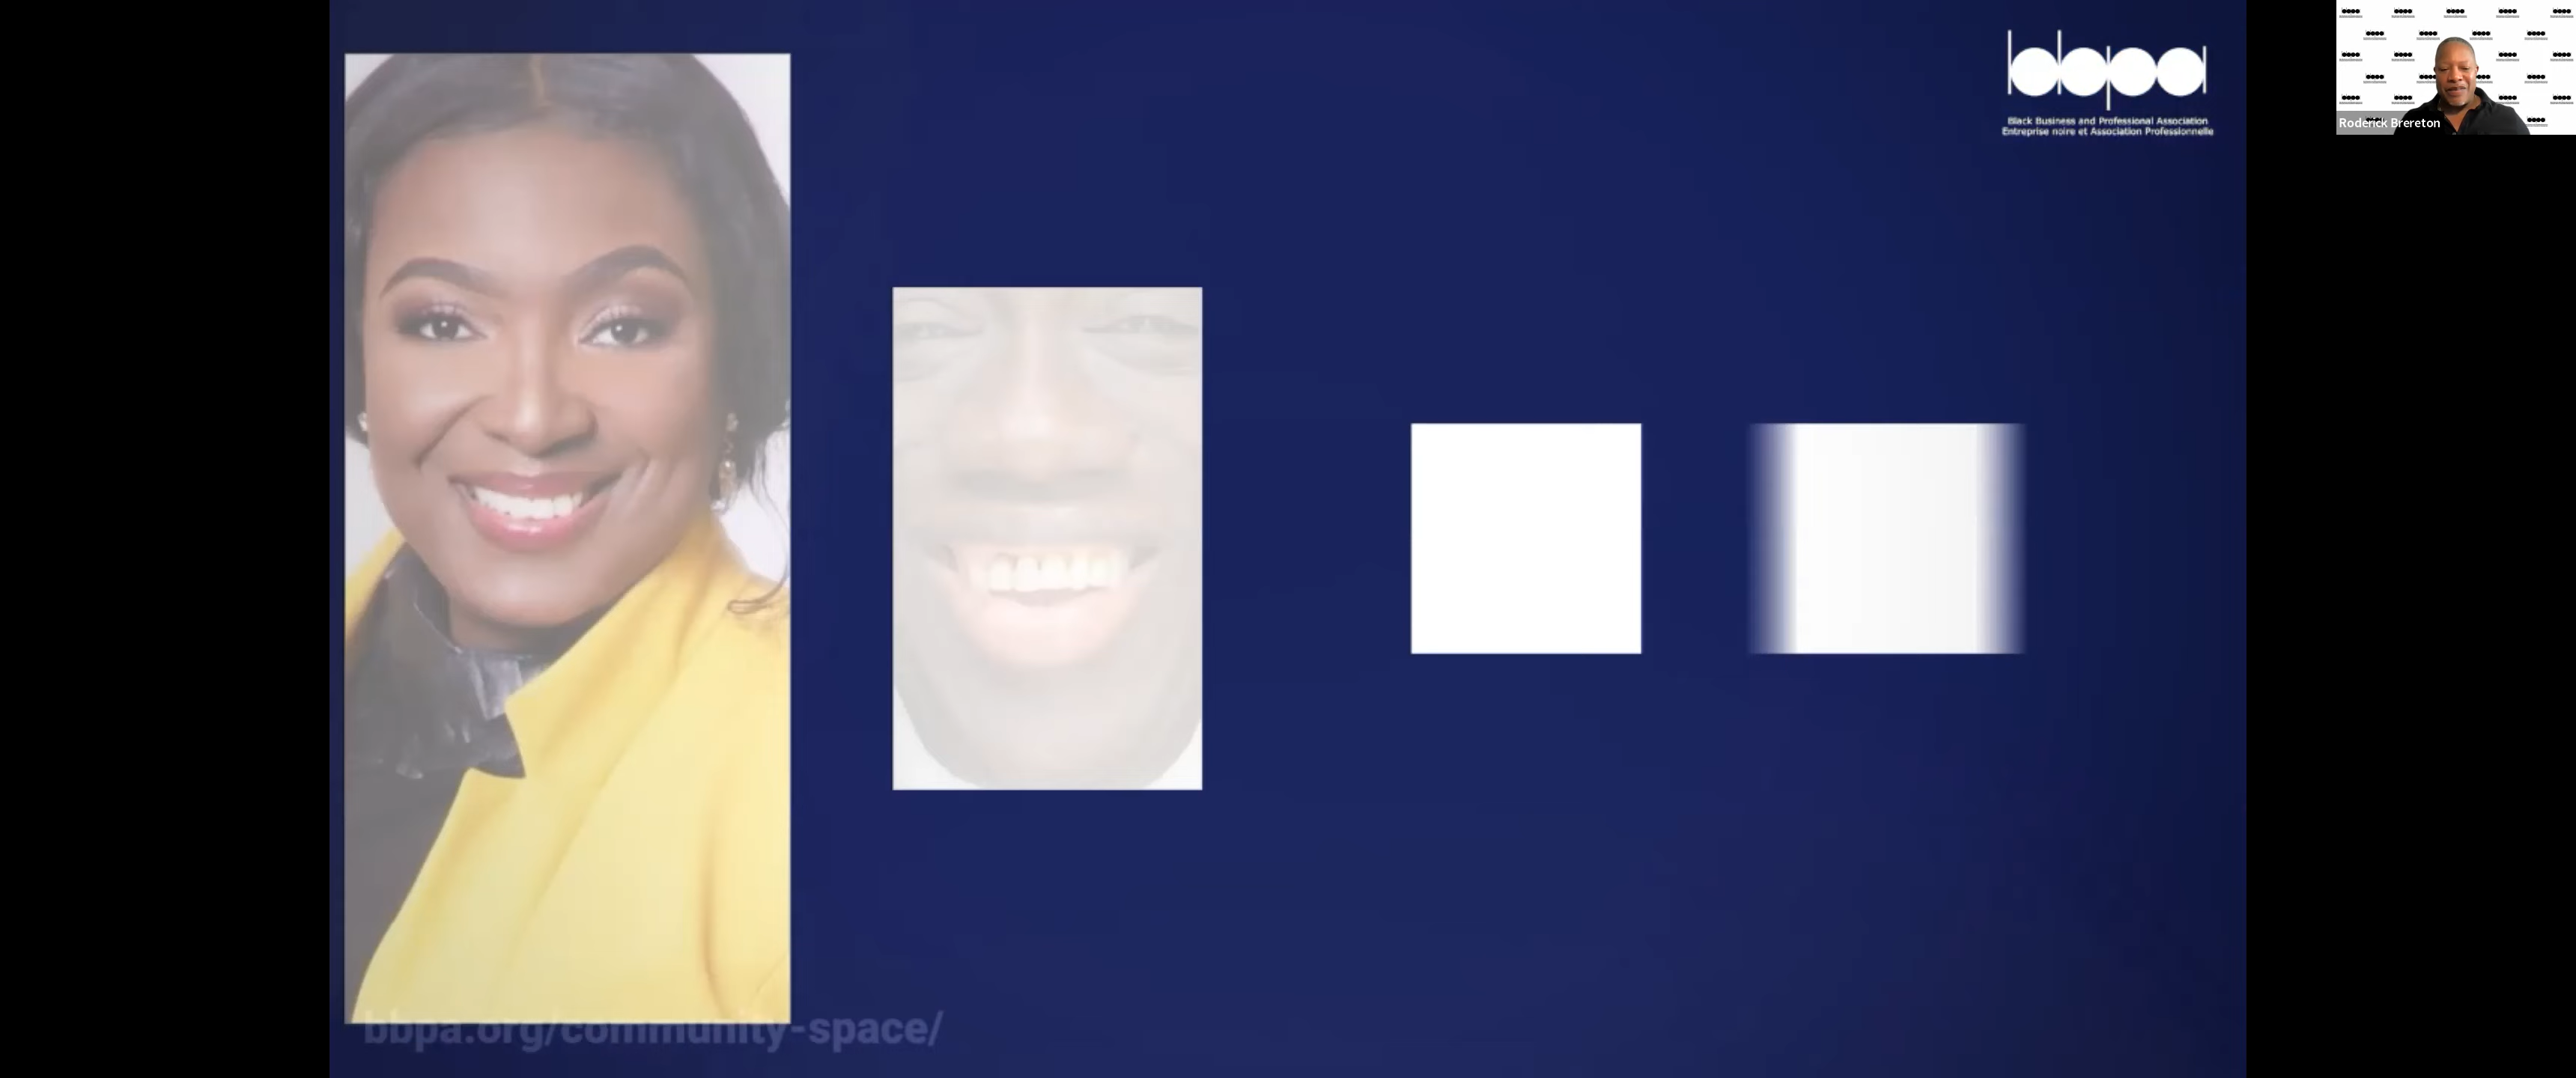 bbpa
Black Business and Professional Association
Entreprise noire et Association Professionnelle
Roderick Brereton
bbpa.org/community-space/